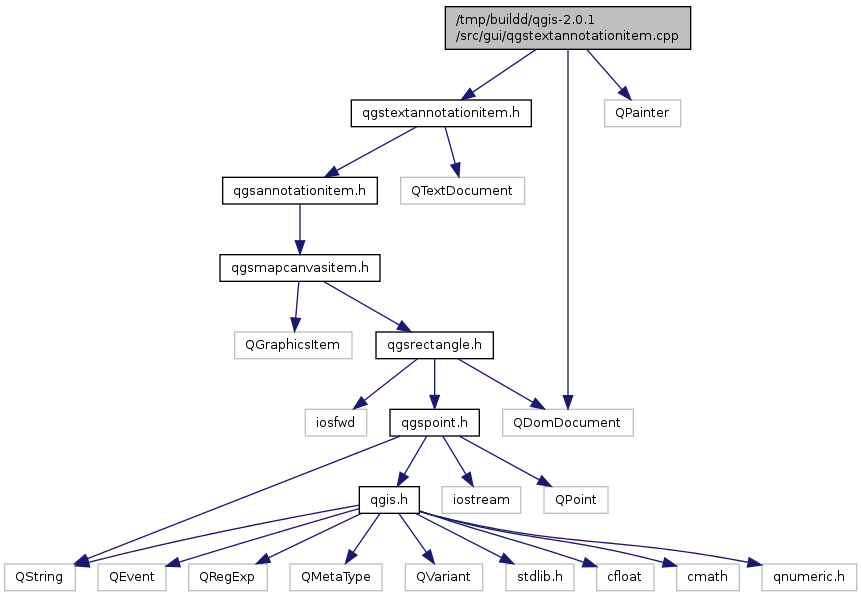 /tmp/buildd/qgis-2.0.1
/src/gui/qgstextannotationitem.cpp
qgstextannotationitem.h
QPainter
qgsannotationitem.h
QTextDocument
qgsmapcanvasitem.h
QGraphicsItem
qgsrectangle.h
iosfwd
qgspoint.h
QDomDocument
qgis.h
iostream
QPoint
QString
QEvent
QRegExp
QMetaType
QVariant
stdlib.h
cfloat
cmath
qnumeric.h